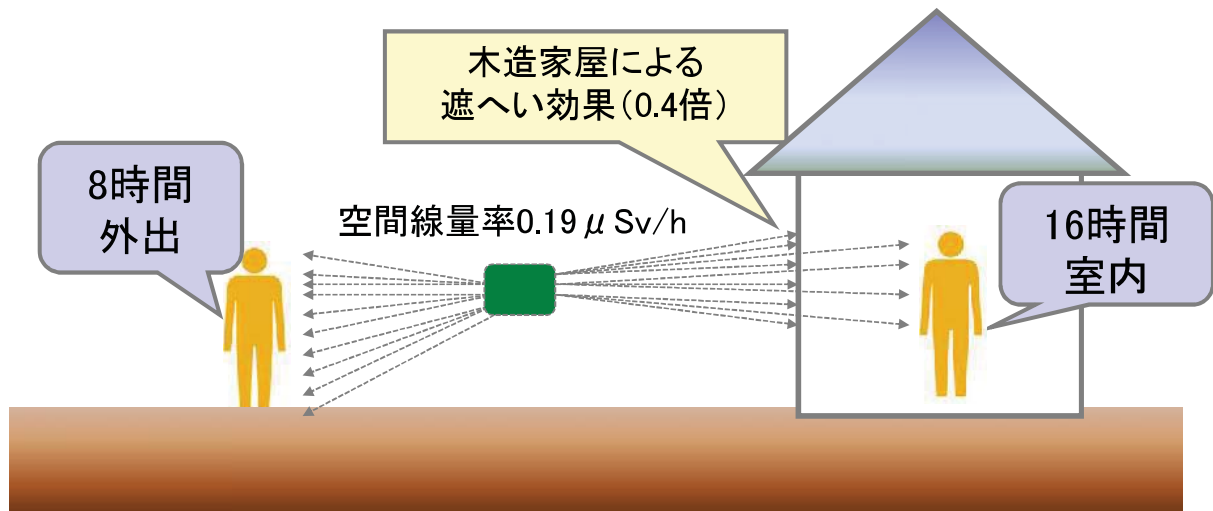 木造家屋による
遮へい効果(0.4倍)
8時間
外出
空間線量率0.19μSv/h
16時間
室内